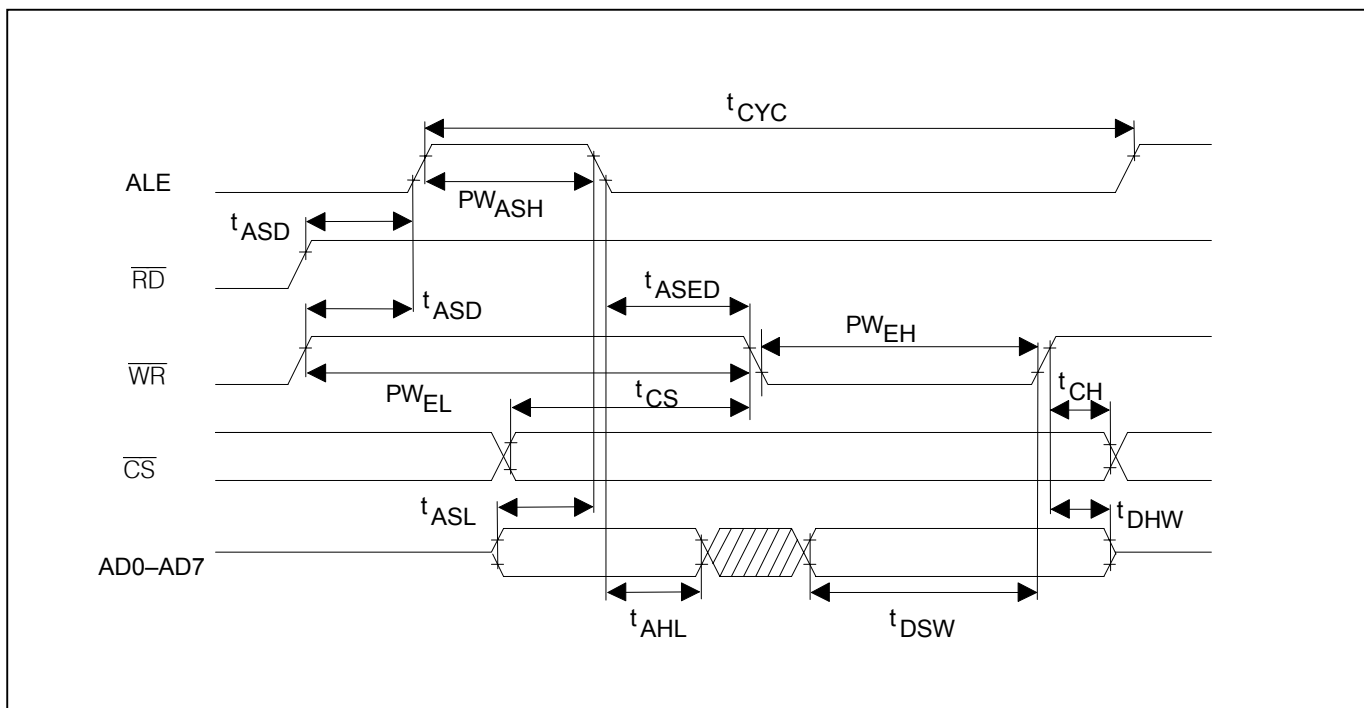 tCYC
ALE
PWASH
tASD
RD
tASED
tASD
PWEH
WR
PWEL
tCS
tCH
CS
tASL
tDHW
AD0–AD7
tAHL
tDSW